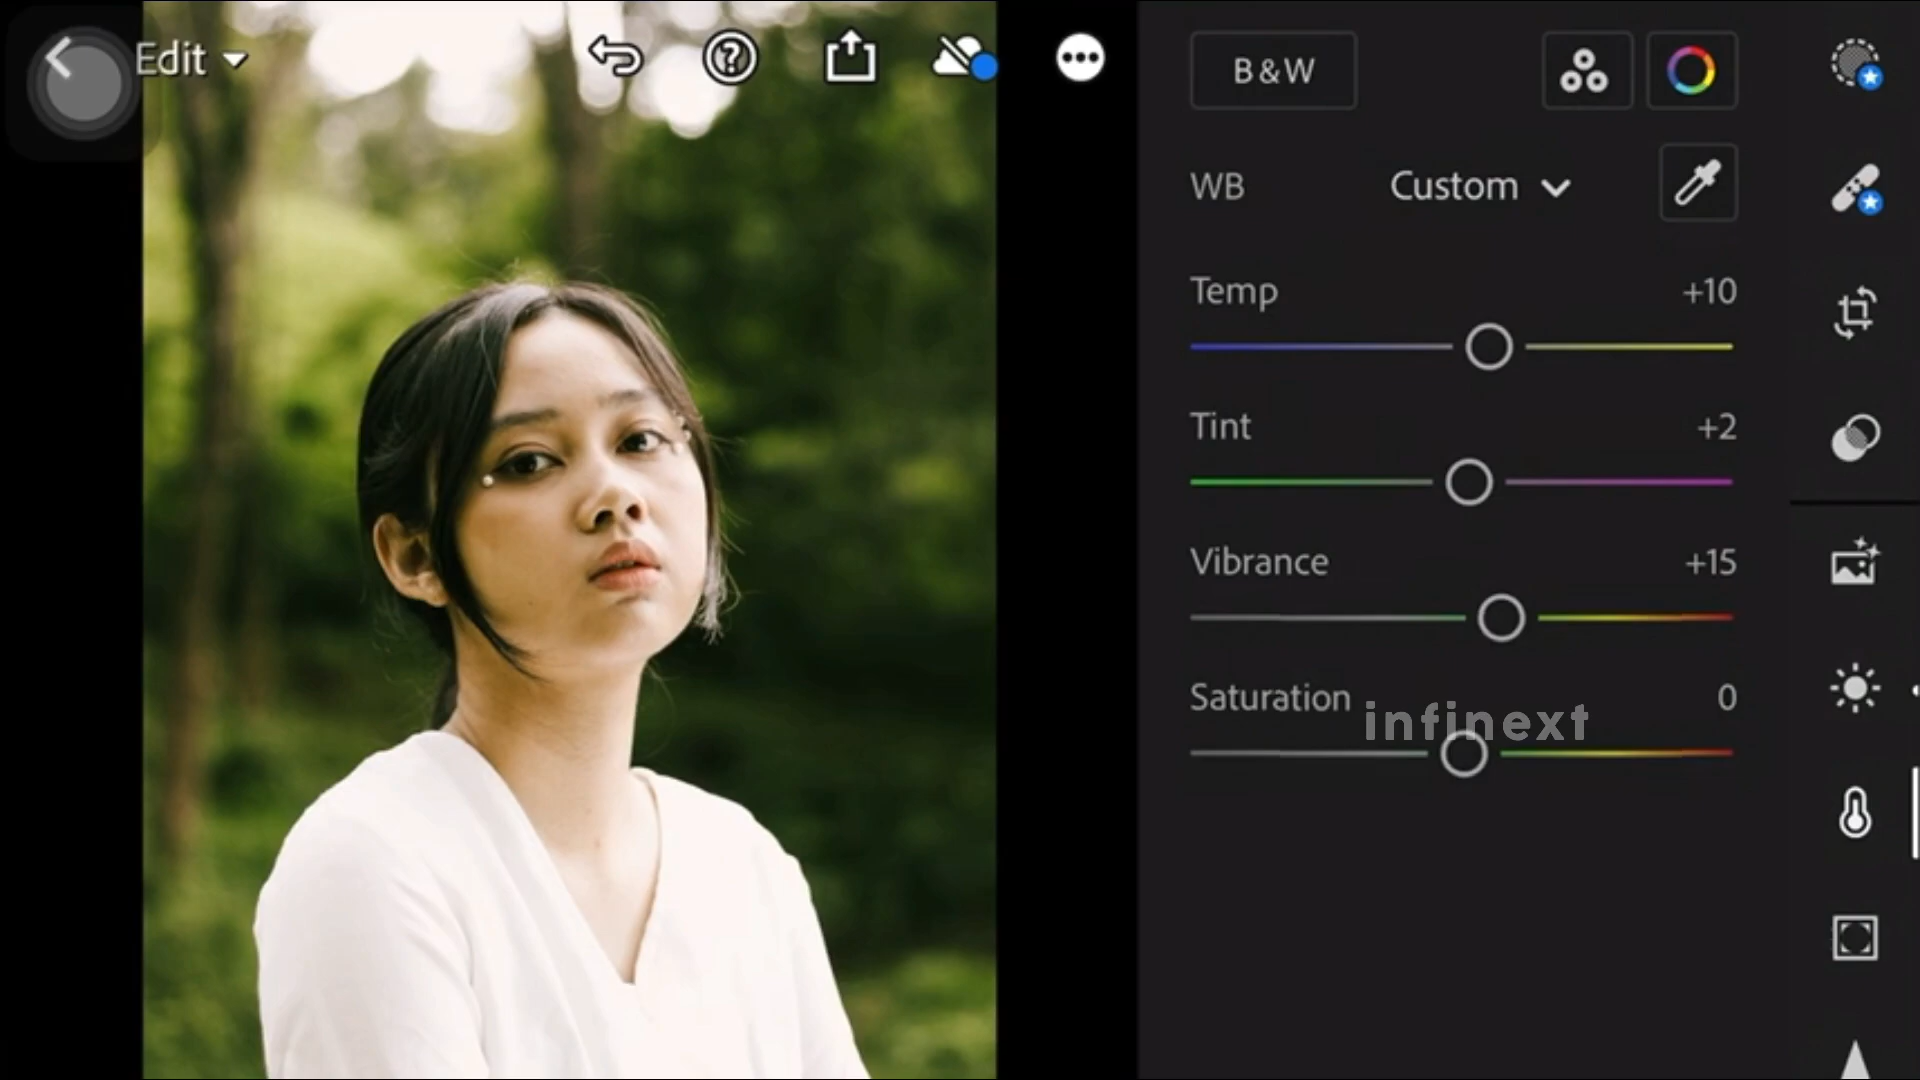 Edit
B&W
WB Custom
Temp +10
Tint +2
Vibrance +15
Saturation 0
infinext